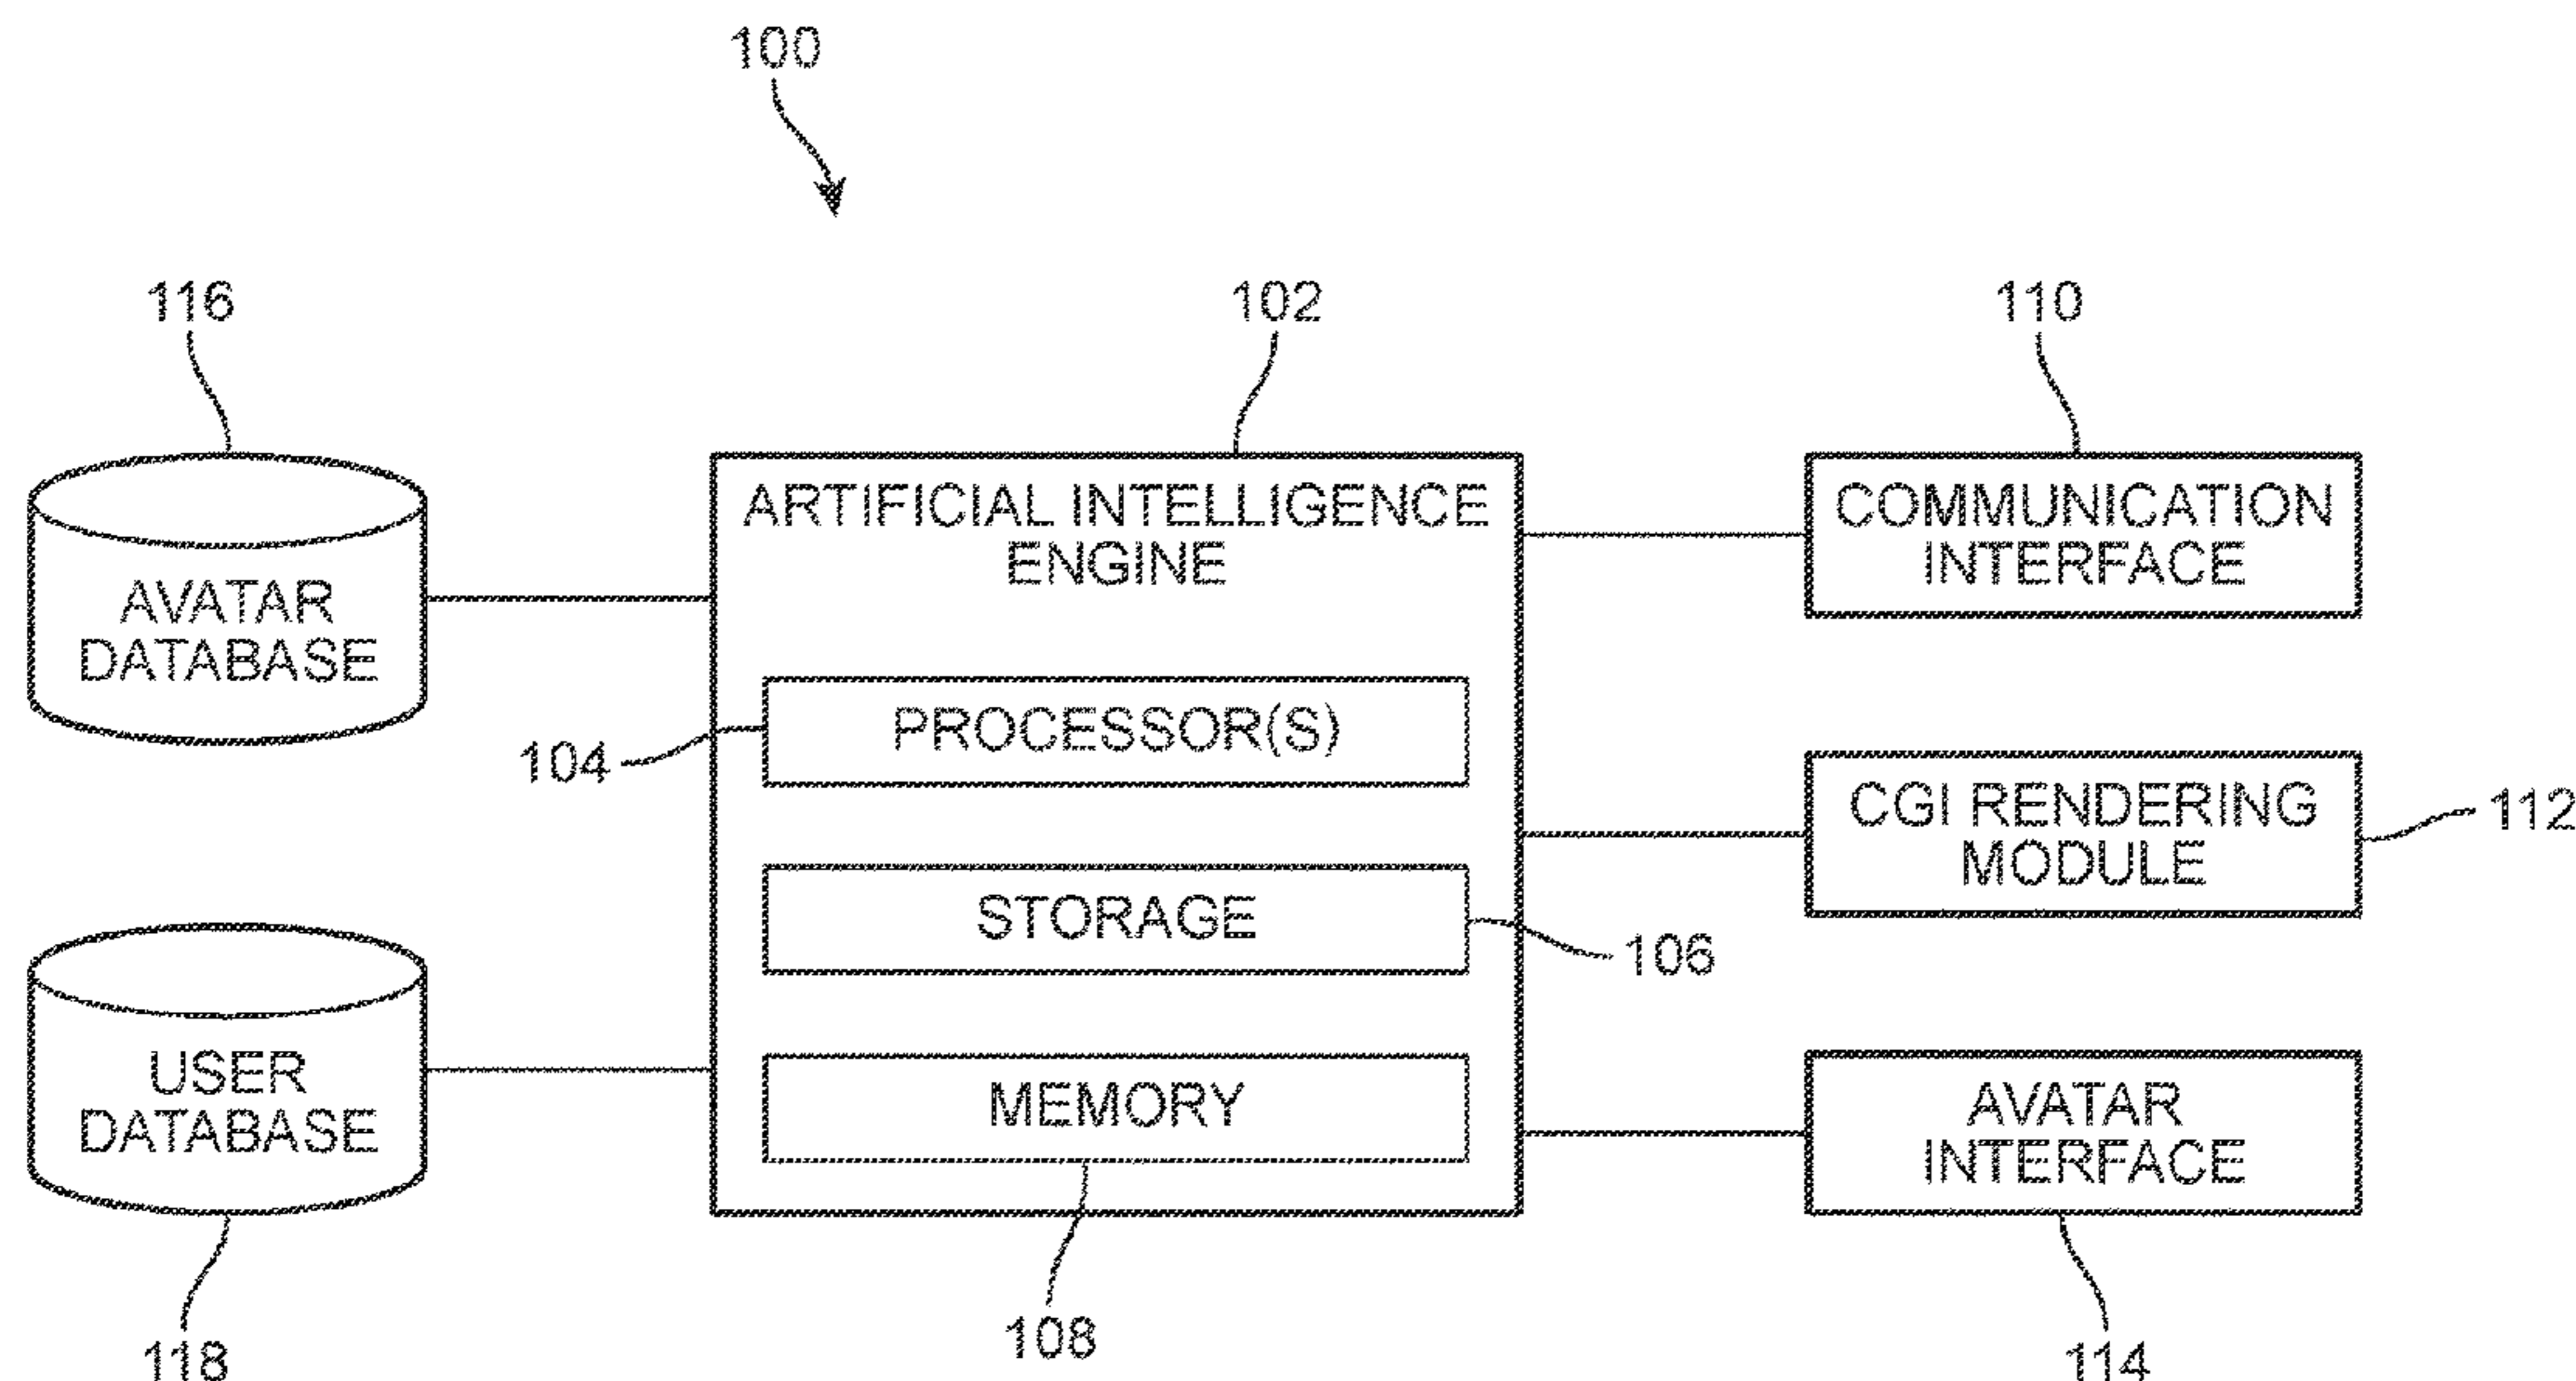 100
116
102
110
AVATAR
DATABASE
ARTIFICIAL INTELLIGENCE
ENGINE
COMMUNICATION
INTERFACE
104
PROCESSOR(S)
CGI RENDERING
MODULE
112
STORAGE
106
USER
DATABASE
MEMORY
AVATAR
INTERFACE
118
108
114